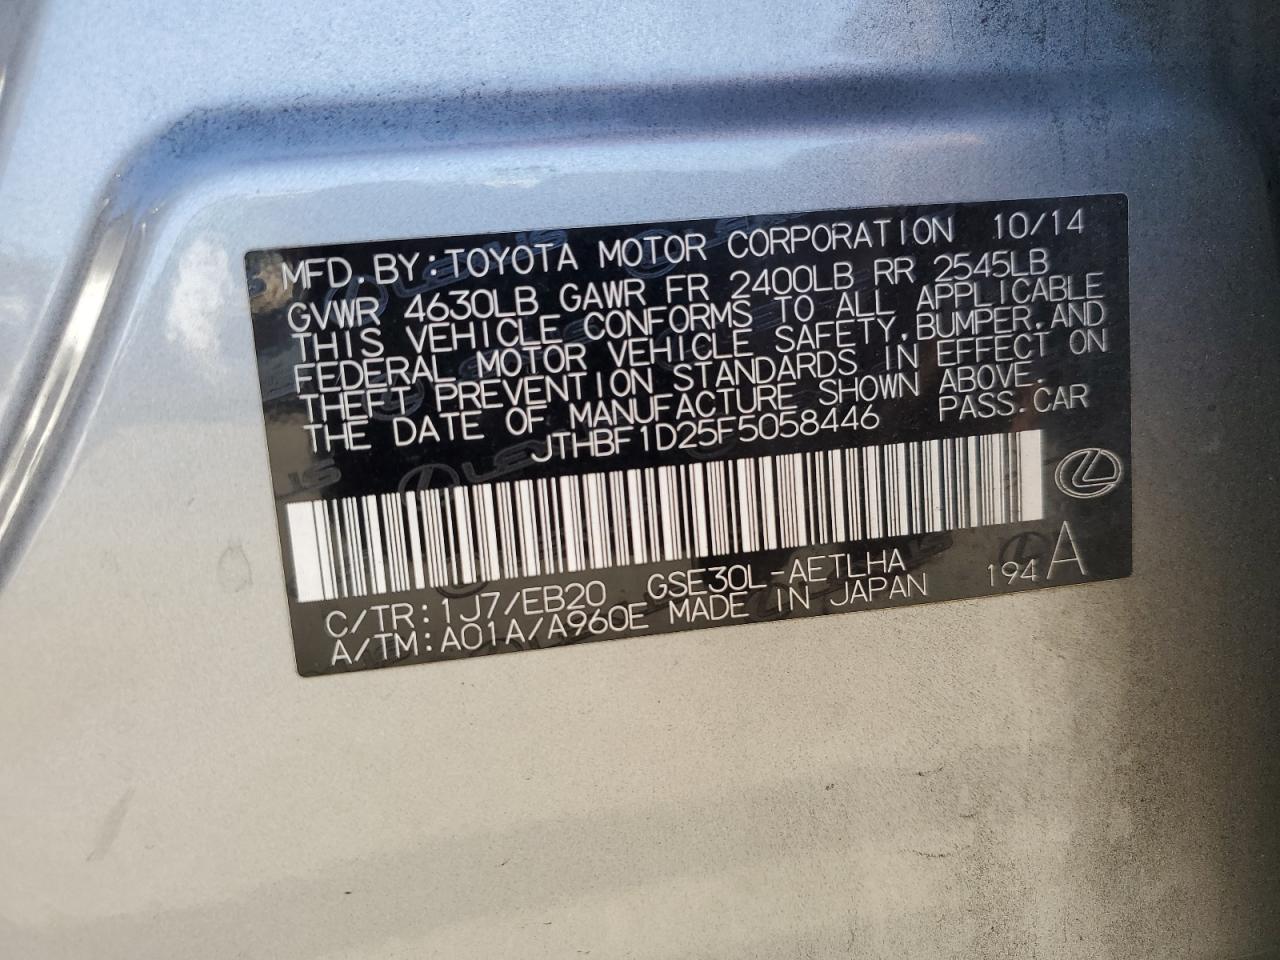 MFD. BY: TOYOTA MOTOR CORPORATION 10/14
GVWR 4630LB GAWR FR 2400LB RR 2545LB
THIS VEHICLE CONFORMS TO ALL APPLICABLE
FEDERAL MOTOR VEHICLE SAFETY, BUMPER, AND
THEFT PREVENTION STANDARDS IN EFFECT ON
THE DATE OF MANUFACTURE SHOWN ABOVE.
JTHBF1D25F5058446 PASS. CAR
C/TR: 1J7/EB20 GSE30L-AETLHA 194 A
A/TM: A01A/A960E MADE IN JAPAN